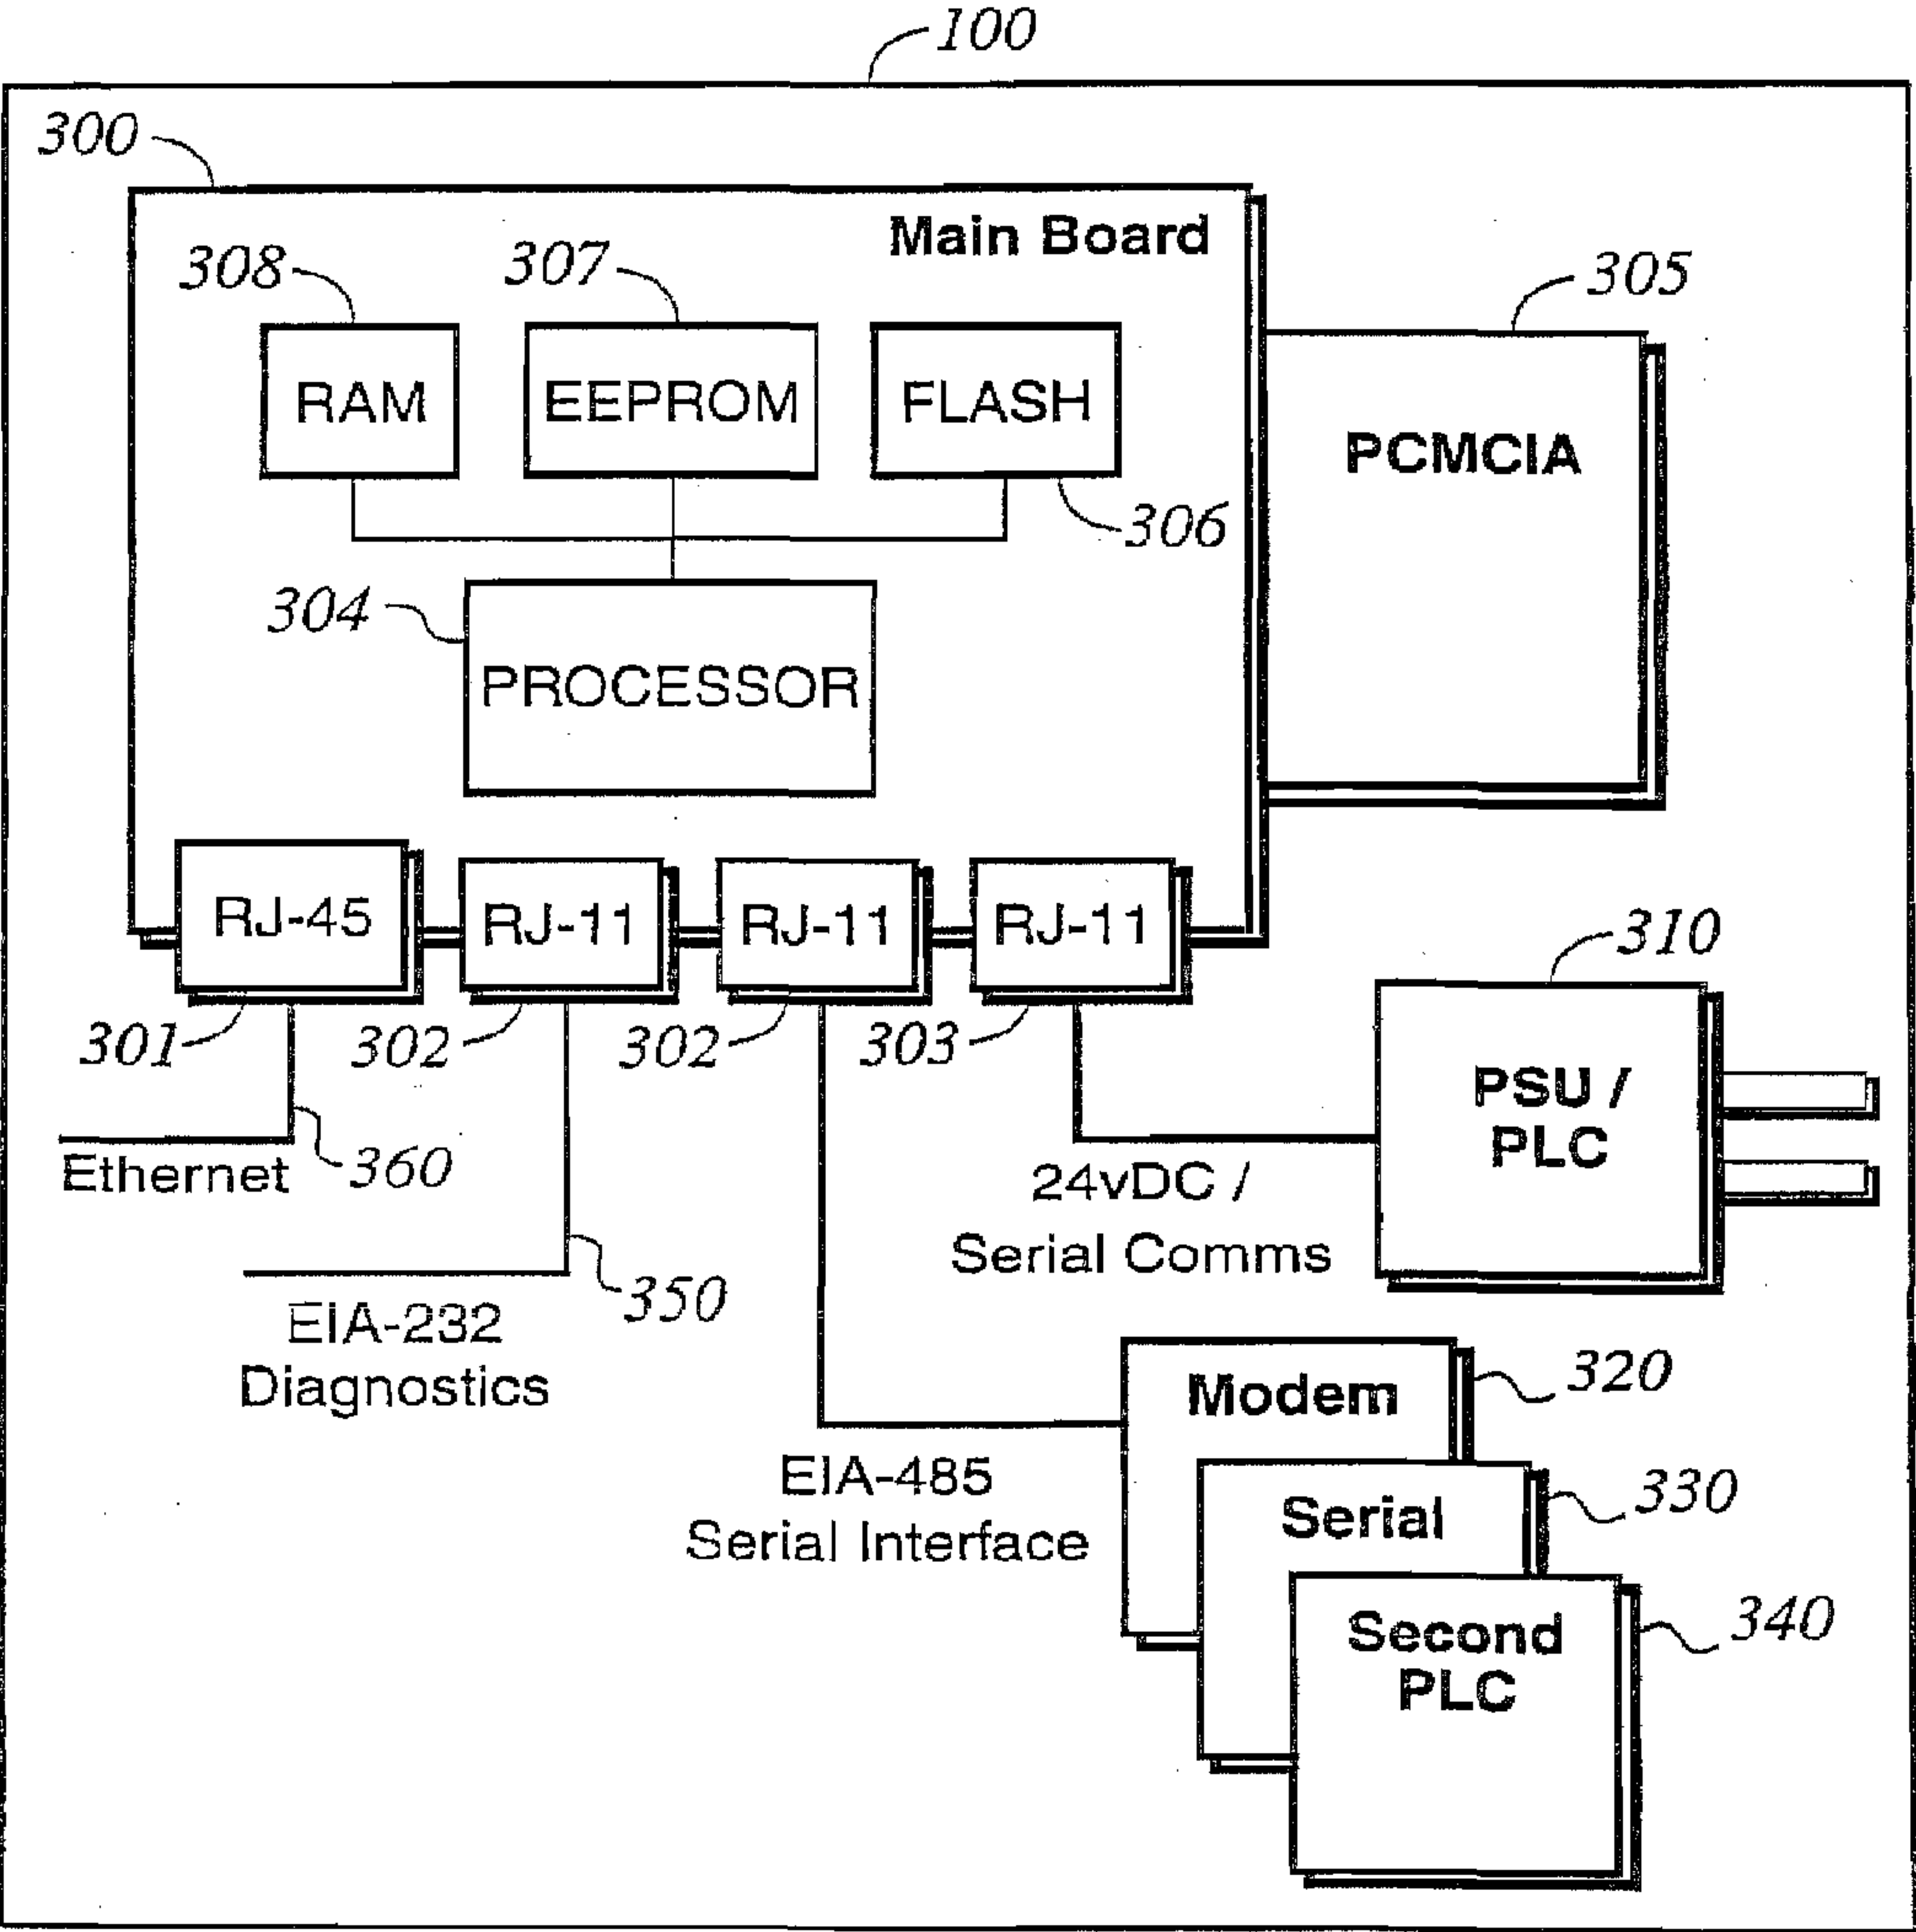 100
300
Main Board
308
307
305
RAM
EEPROM
FLASH
PCMCIA
306
304
PROCESSOR
RJ-45
RJ-11
RJ-11
RJ-11
310
301
302
302
303
PSU /
PLC
Ethernet
360
24vDC /
Serial Comms
350
EIA-232
Diagnostics
Modem
320
EIA-485
Serial Interface
Serial
330
Second
PLC
340